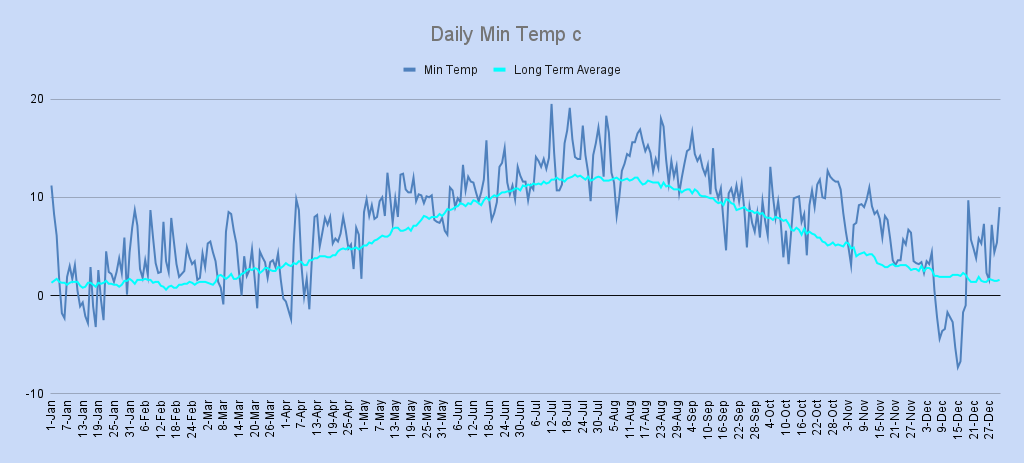 Daily Min Temp c
Min Temp Long Term Average
20
10
0
-10
1-Jan 7-Jan 13-Jan 19-Jan 25-Jan 31-Jan 6-Feb 12-Feb 18-Feb 24-Feb 2-Mar 8-Mar 14-Mar 20-Mar 26-Mar 1-Apr 7-Apr 13-Apr 19-Apr 25-Apr 1-May 7-May 13-May 19-May 25-May 31-May 6-Jun 12-Jun 18-Jun 24-Jun 30-Jun 6-Jul 12-Jul 18-Jul 24-Jul 30-Jul 5-Aug 11-Aug 17-Aug 23-Aug 29-Aug 4-Sep 10-Sep 16-Sep 22-Sep 28-Sep 4-Oct 10-Oct 16-Oct 22-Oct 28-Oct 3-Nov 9-Nov 15-Nov 21-Nov 27-Nov 3-Dec 9-Dec 15-Dec 21-Dec 27-Dec